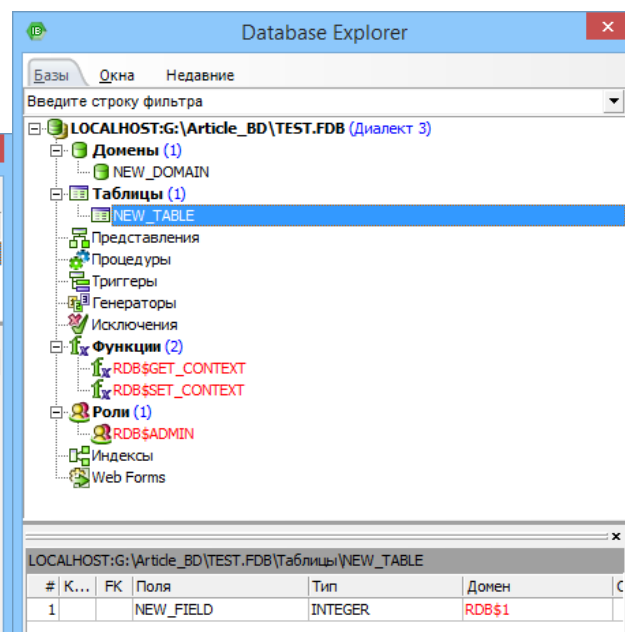 Database Explorer
Базы Окна Недавние
Введите строку фильтра
LOCALHOST:G:\Article_BD\TEST.FDB (Диалект 3)
Домены (1)
NEW_DOMAIN
Таблицы (1)
NEW_TABLE
Представления
Процедуры
Триггеры
Генераторы
Исключения
Функции (2)
RDB$GET_CONTEXT
RDB$SET_CONTEXT
Роли (1)
RDB$ADMIN
Индексы
Web Forms
LOCALHOST:G:\Article_BD\TEST.FDB\Таблицы\NEW_TABLE
# К... FK Поля Тип Домен
1 NEW_FIELD INTEGER RDB$1